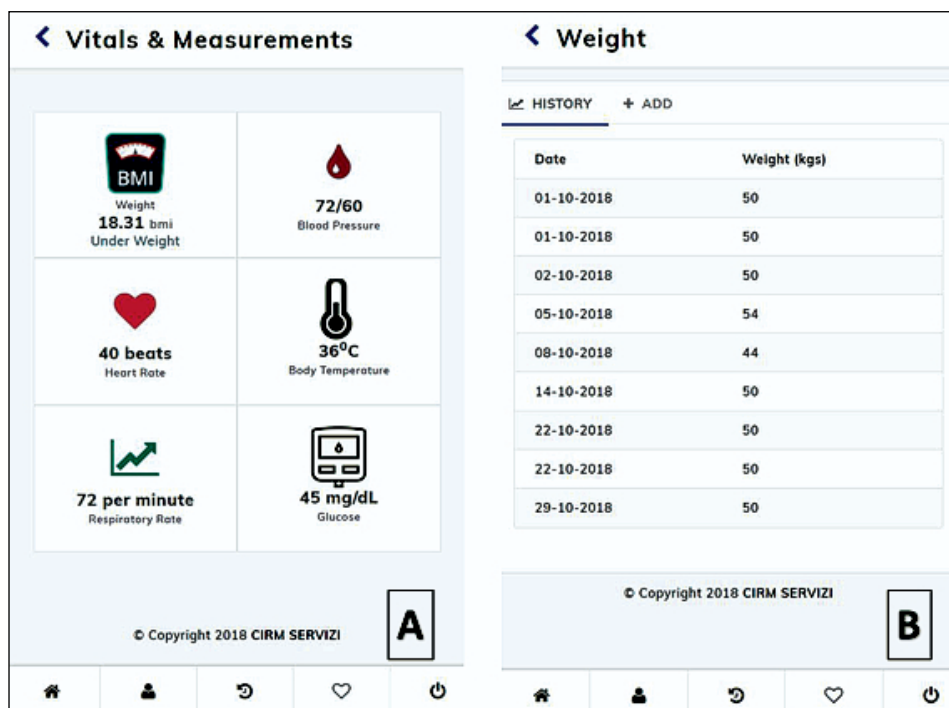 Vitals & Measurements
BMI
Weight
18.31 bmi
Under Weight
72/60
Blood Pressure
40 beats
Heart Rate
36⁰C
Body Temperature
72 per minute
Respiratory Rate
45 mg/dL
Glucose
© Copyright 2018 CIRM SERVIZI
A
Weight
HISTORY + ADD
Date Weight (kgs)
01-10-2018 50
01-10-2018 50
02-10-2018 50
05-10-2018 54
08-10-2018 44
14-10-2018 50
22-10-2018 50
22-10-2018 50
29-10-2018 50
© Copyright 2018 CIRM SERVIZI
B